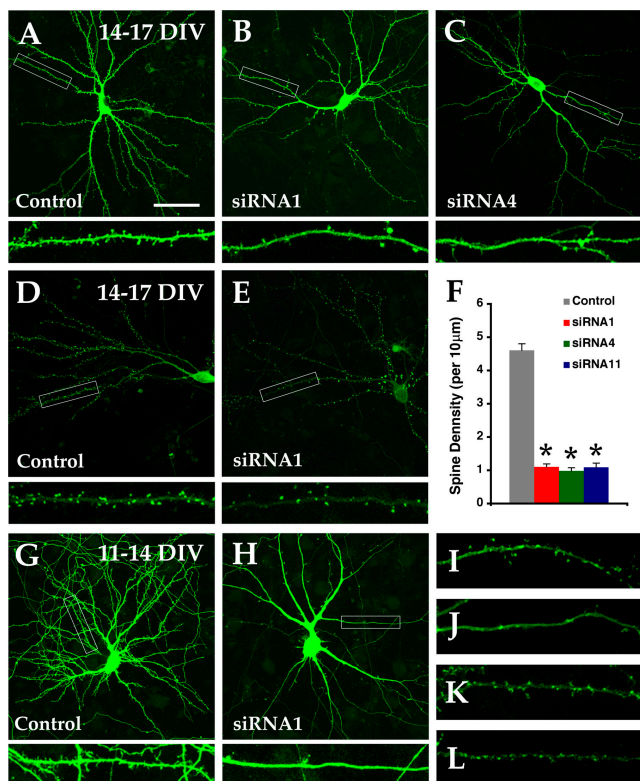 A 14-17 DIV
Control
B
siRNA1
C
siRNA4
D 14-17 DIV
Control
E
siRNA1
F
Control
siRNA1
siRNA4
siRNA11
Spine Dennsity (per 10μm)
6
5
4
3
2
1
0
* * *
G 11-14 DIV
Control
H
siRNA1
I
J
K
L